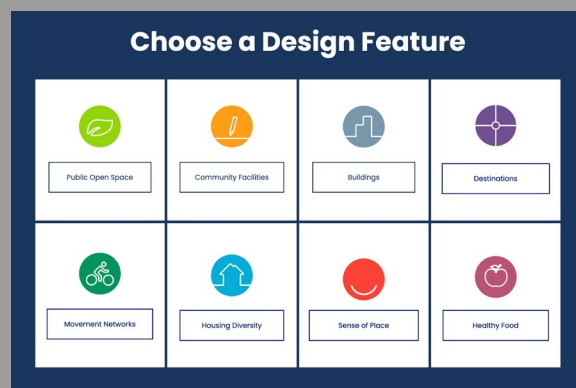 Choose a Design Feature
Public Open Space
Community Facilities
Buildings
Destinations
Movement Networks
Housing Diversity
Sense of Place
Healthy Food